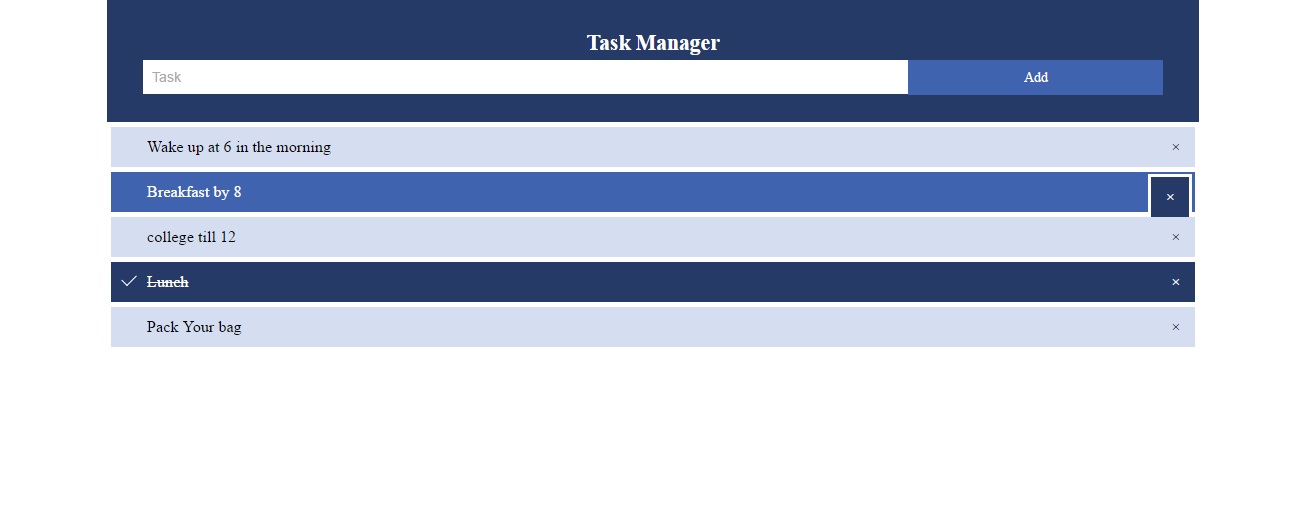 Task Manager
Task Add
Wake up at 6 in the morning ×
Breakfast by 8 ×
college till 12 ×
Lunch ×
Pack Your bag ×